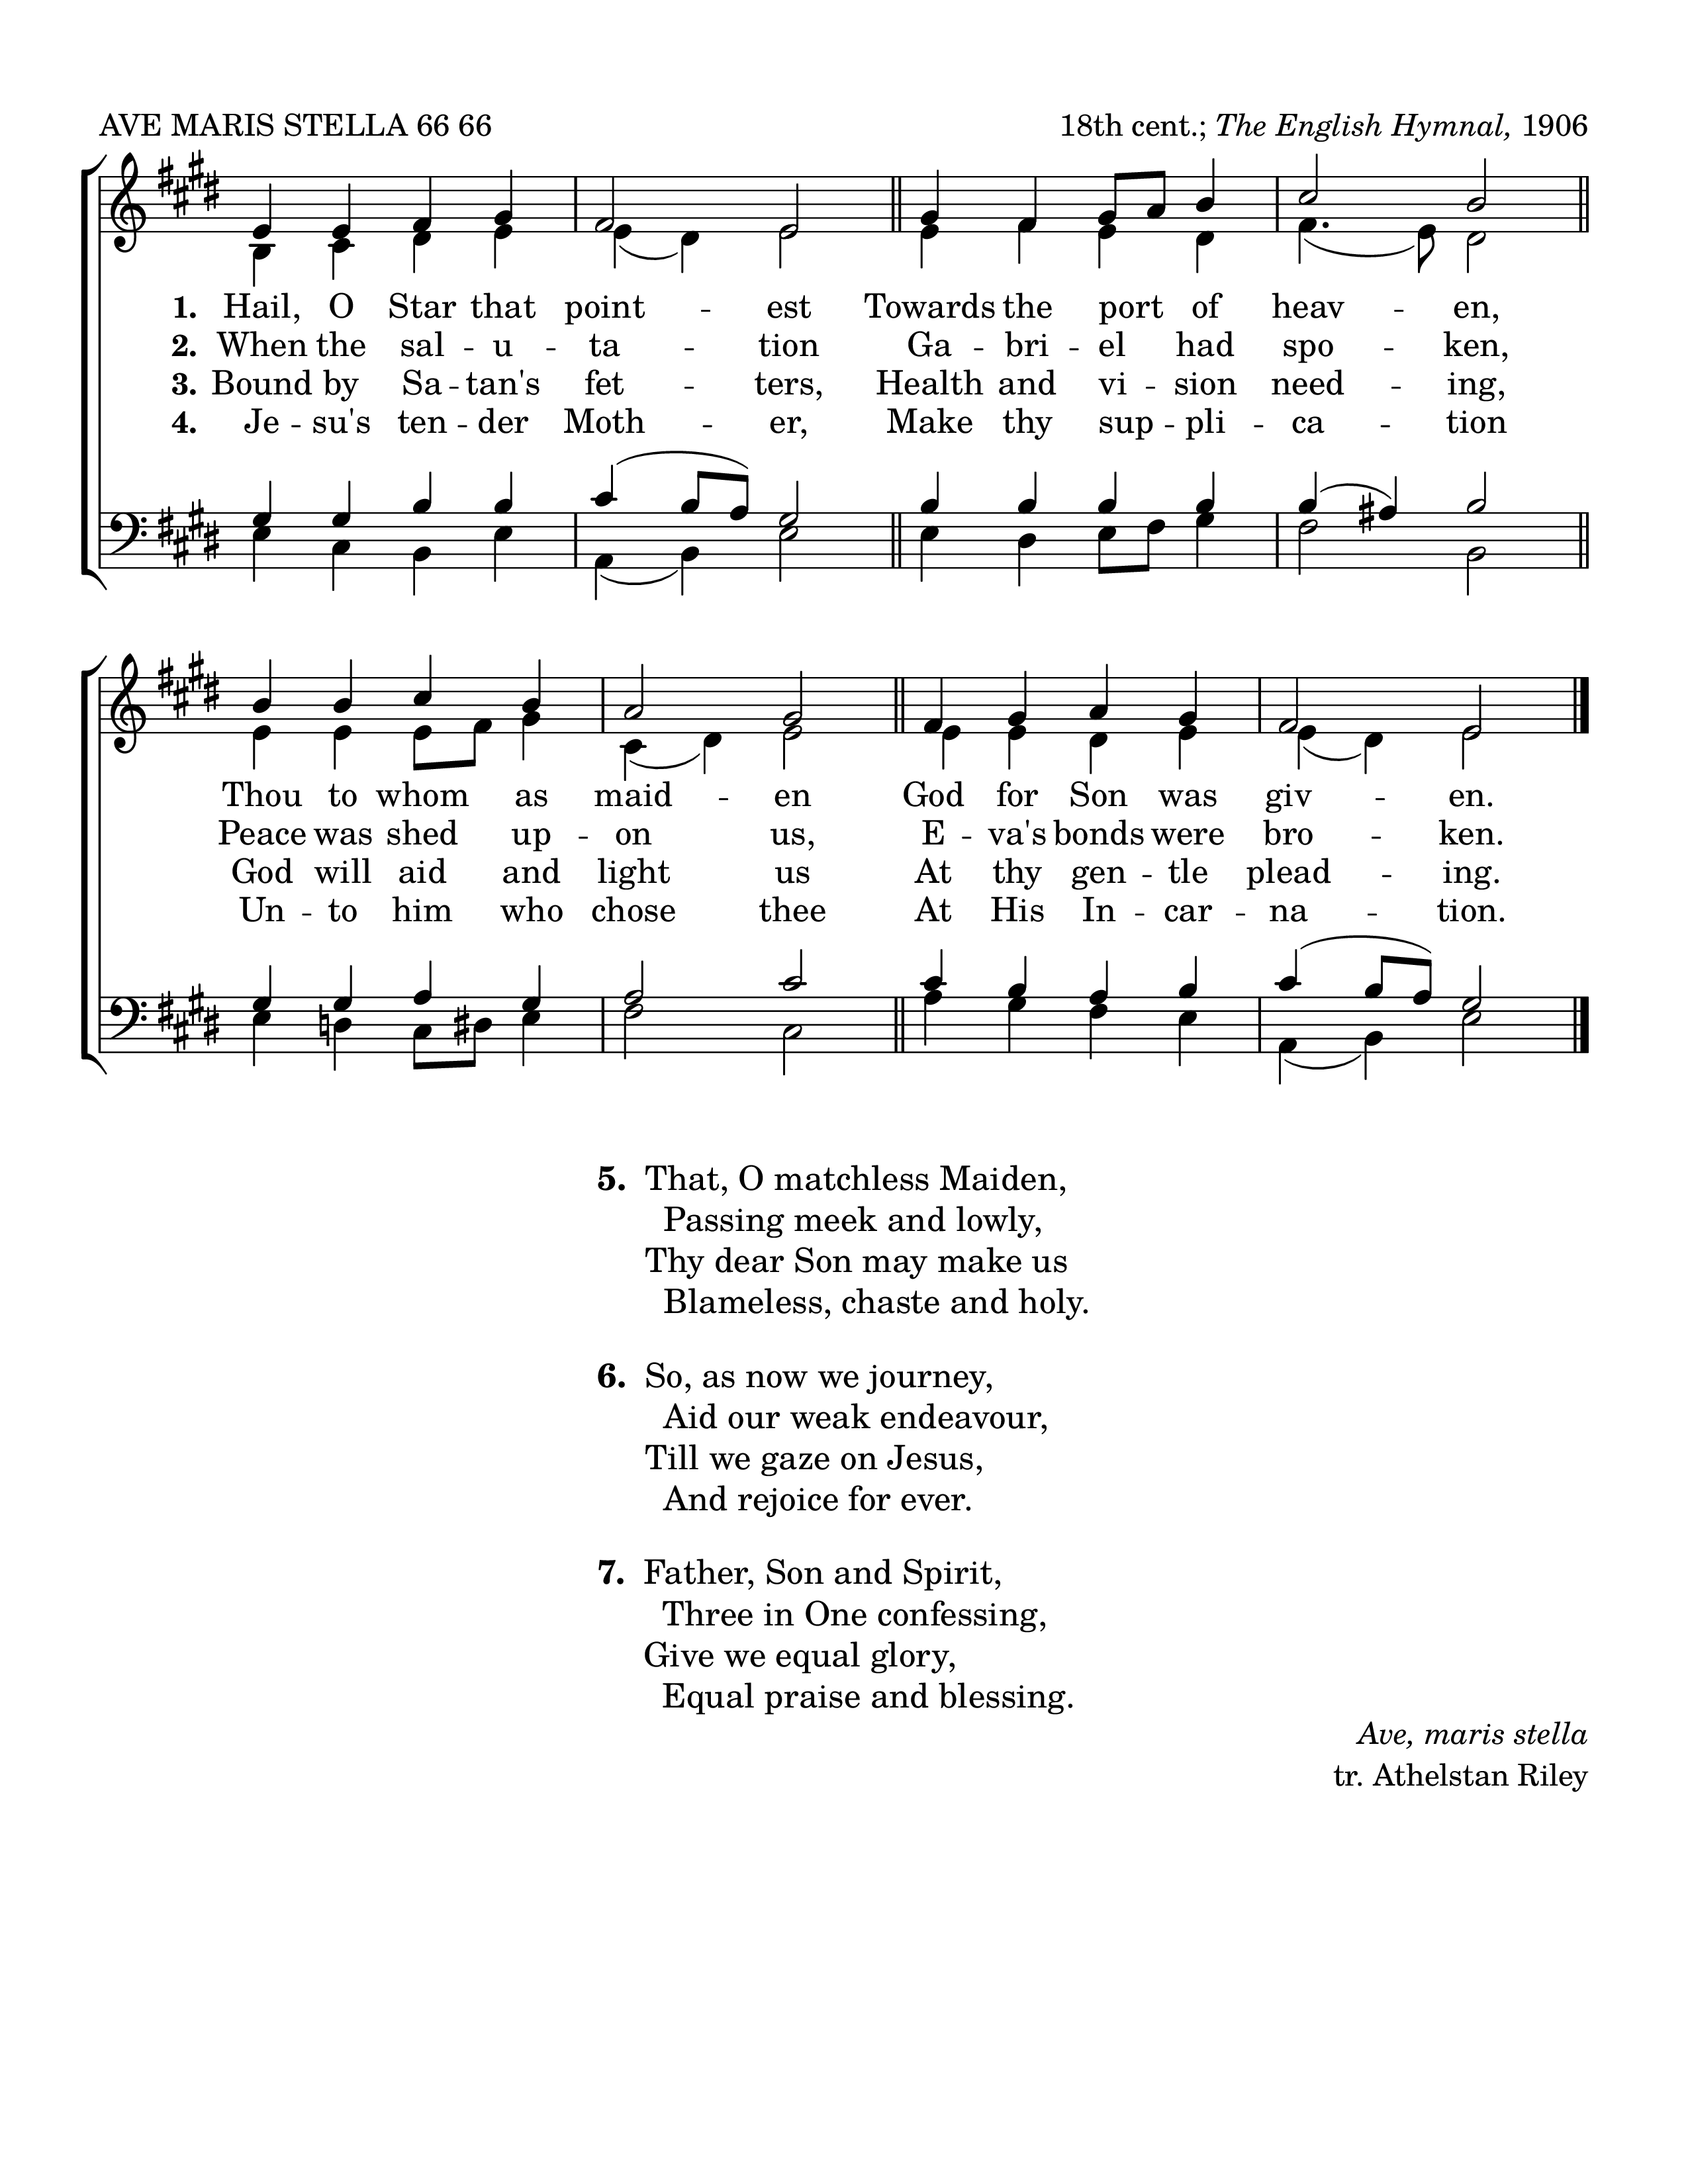 AVE MARIS STELLA 66 66
18th cent.; The English Hymnal, 1906
1. Hail, O Star that point - est Towards the port of heav - en,
2. When the sal - u - ta - tion Ga - bri - el had spo - ken,
3. Bound by Sa - tan's fet - ters, Health and vi - sion need - ing,
4. Je - su's ten - der Moth - er, Make thy sup - pli - ca - tion
Thou to whom as maid - en God for Son was giv - en.
Peace was shed up - on us, E - va's bonds were bro - ken.
God will aid and light us At thy gen - tle plead - ing.
Un - to him who chose thee At His In - car - na - tion.
5. That, O matchless Maiden,
Passing meek and lowly,
Thy dear Son may make us
Blameless, chaste and holy.
6. So, as now we journey,
Aid our weak endeavour,
Till we gaze on Jesus,
And rejoice for ever.
7. Father, Son and Spirit,
Three in One confessing,
Give we equal glory,
Equal praise and blessing.
Ave, maris stella
tr. Athelstan Riley